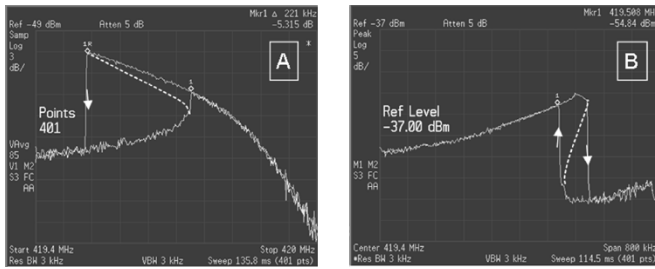 Mkr1 Δ 221 kHz
Ref -49 dBm
Atten 5 dB
-5.315 dB
Samp
Log
3
dB/
1R
1
A
*
Points
401
VAvg
85
V1 M2
S3 FC
AA
Start 419.4 MHz
Stop 420 MHz
Res BW 3 kHz
VBW 3 kHz
Sweep 135.8 ms (401 pts)
Mkr1 419.508 MH
Ref -37 dBm
Atten 5 dB
-54.84 dBm
Peak
Log
5
dB/
1
B
Ref Level
-37.00 dBm
M1 M2
S3 FC
AA
Center 419.4 MHz
Span 800 kHz
*Res BW 3 kHz
VBW 3 kHz
Sweep 114.5 ms (401 pts)